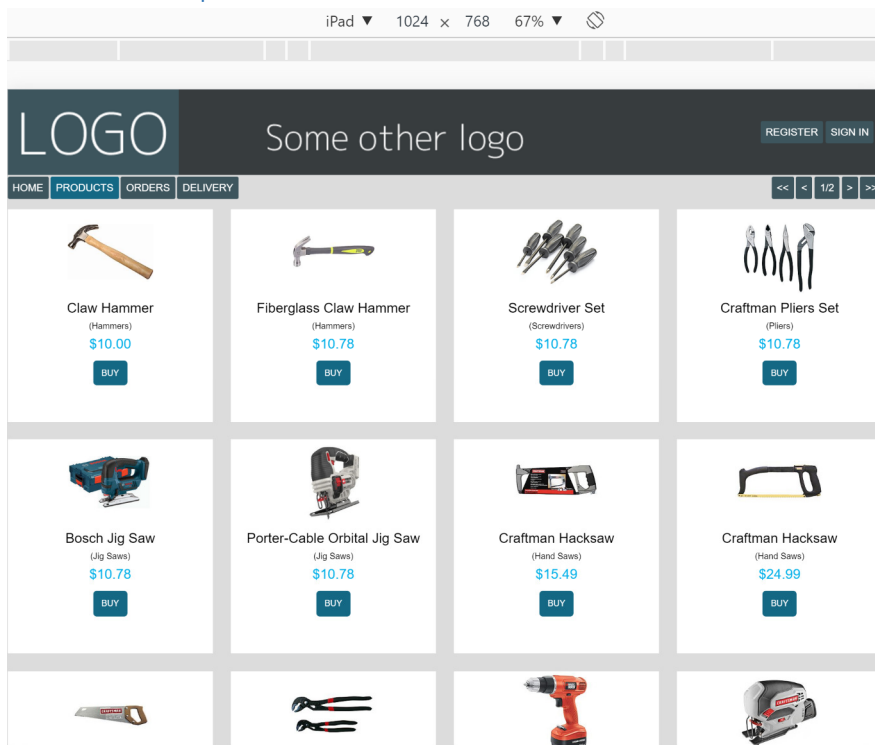 iPad ▼ 1024 × 768 67% ▼
LOGO
Some other logo
REGISTER SIGN IN
HOME PRODUCTS ORDERS DELIVERY
<< < 1/2 > >>
Claw Hammer
(Hammers)
$10.00
BUY
Fiberglass Claw Hammer
(Hammers)
$10.78
BUY
Screwdriver Set
(Screwdrivers)
$10.78
BUY
Craftman Pliers Set
(Pliers)
$10.78
BUY
Bosch Jig Saw
(Jig Saws)
$10.78
BUY
Porter-Cable Orbital Jig Saw
(Jig Saws)
$10.78
BUY
Craftman Hacksaw
(Hand Saws)
$15.49
BUY
Craftman Hacksaw
(Hand Saws)
$24.99
BUY
CRAFTSMAN